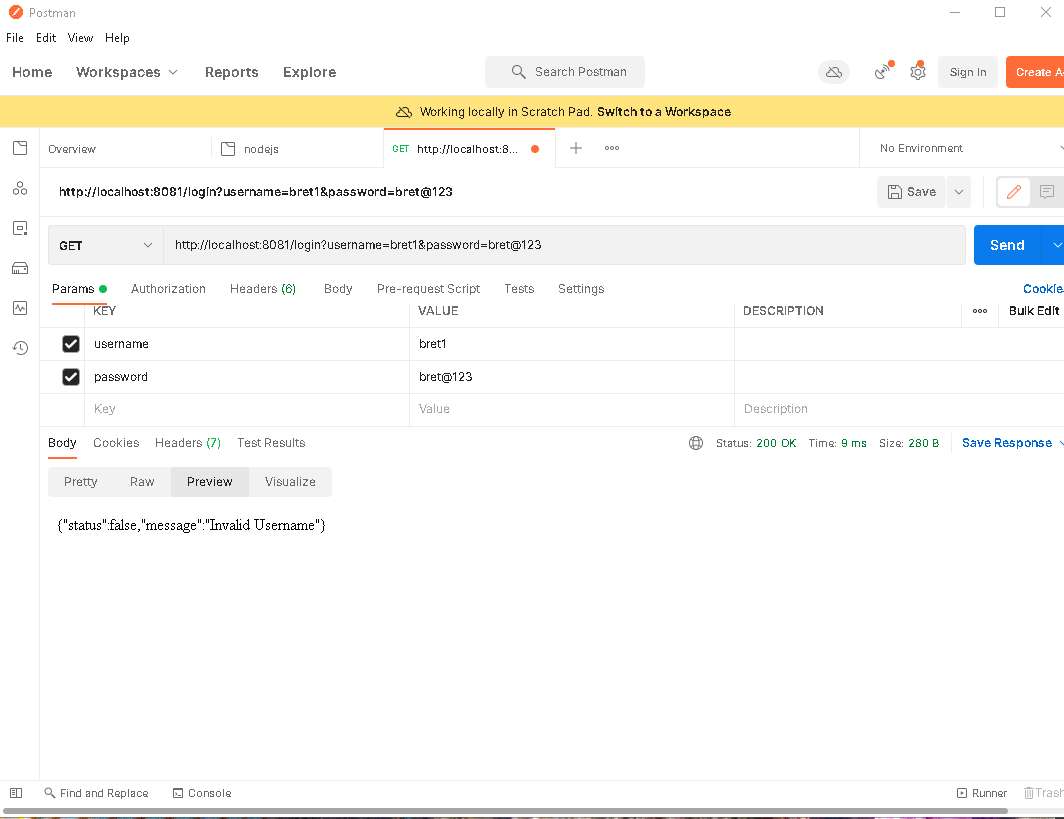 Postman
File Edit View Help
Home Workspaces Reports Explore Search Postman Sign In Create A
Working locally in Scratch Pad. Switch to a Workspace
Overview nodejs GET http://localhost:8... No Environment
http://localhost:8081/login?username=bret1&password=bret@123 Save
GET http://localhost:8081/login?username=bret1&password=bret@123 Send
Params Authorization Headers (6) Body Pre-request Script Tests Settings Cookie
KEY VALUE DESCRIPTION Bulk Edit
username bret1
password bret@123
Key Value Description
Body Cookies Headers (7) Test Results Status: 200 OK Time: 9 ms Size: 280 B Save Response
Pretty Raw Preview Visualize
{"status":false,"message":"Invalid Username"}
Find and Replace Console Runner Trash